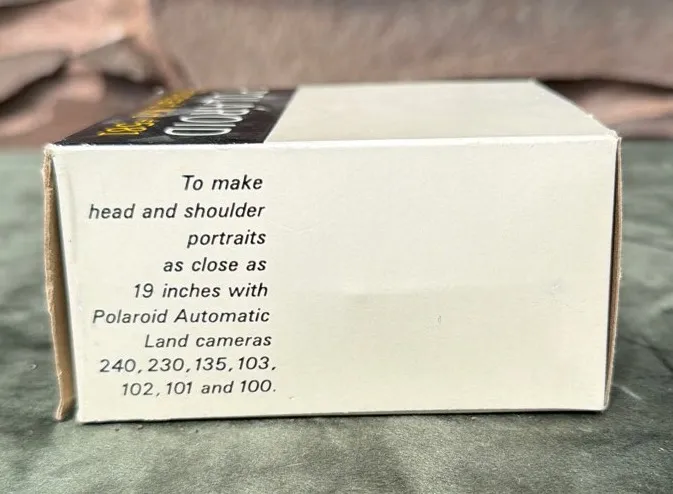 To make
head and shoulder
portraits
as close as
19 inches with
Polaroid Automatic
Land cameras
240, 230, 135, 103,
102, 101 and 100.